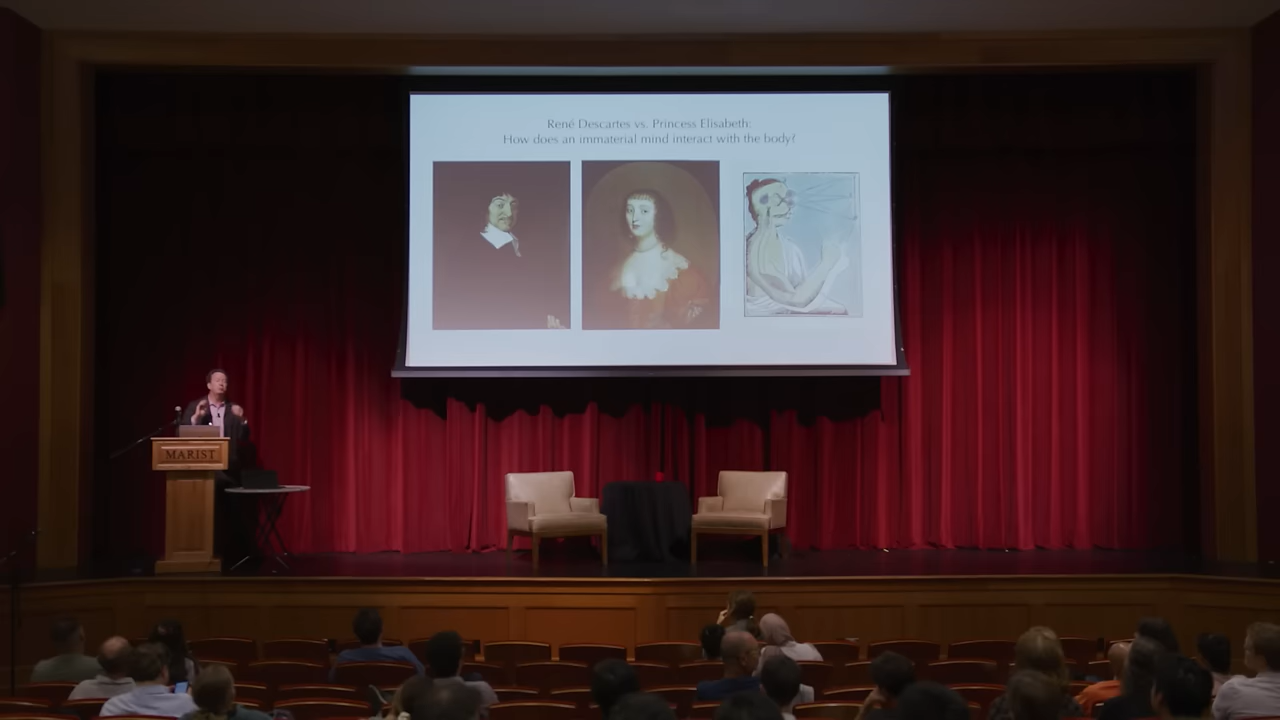 René Descartes vs. Princess Elisabeth:
How does an immaterial mind interact with the body?
MARIST